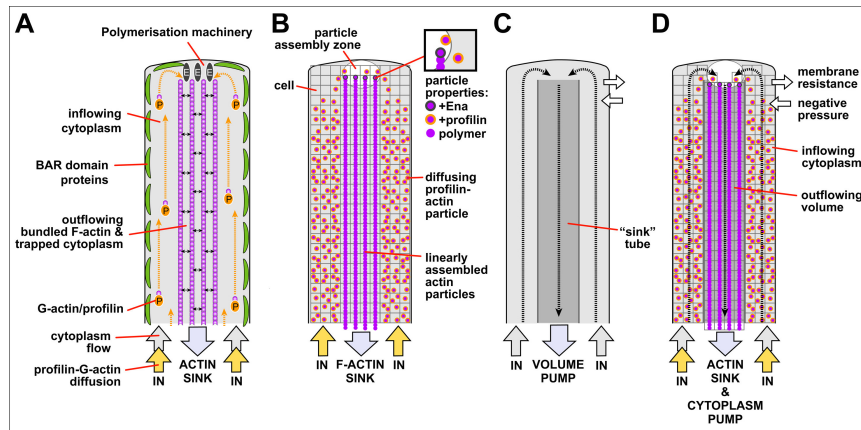 A
Polymerisation machinery
inflowing
cytoplasm
BAR domain
proteins
outflowing
bundled F-actin &
trapped cytoplasm
G-actin/profilin
cytoplasm
flow
profilin-G-actin
diffusion
P
P
P
P
P
P
IN
ACTIN
SINK
IN
B
particle
assembly zone
cell
particle
properties:
+Ena
+profilin
polymer
diffusing
profilin-
actin
particle
linearly
assembled
actin
particles
IN
F-ACTIN
SINK
IN
C
"sink"
tube
IN
VOLUME
PUMP
IN
D
membrane
resistance
negative
pressure
inflowing
cytoplasm
outflowing
volume
IN
ACTIN
SINK
&
CYTOPLASM
PUMP
IN